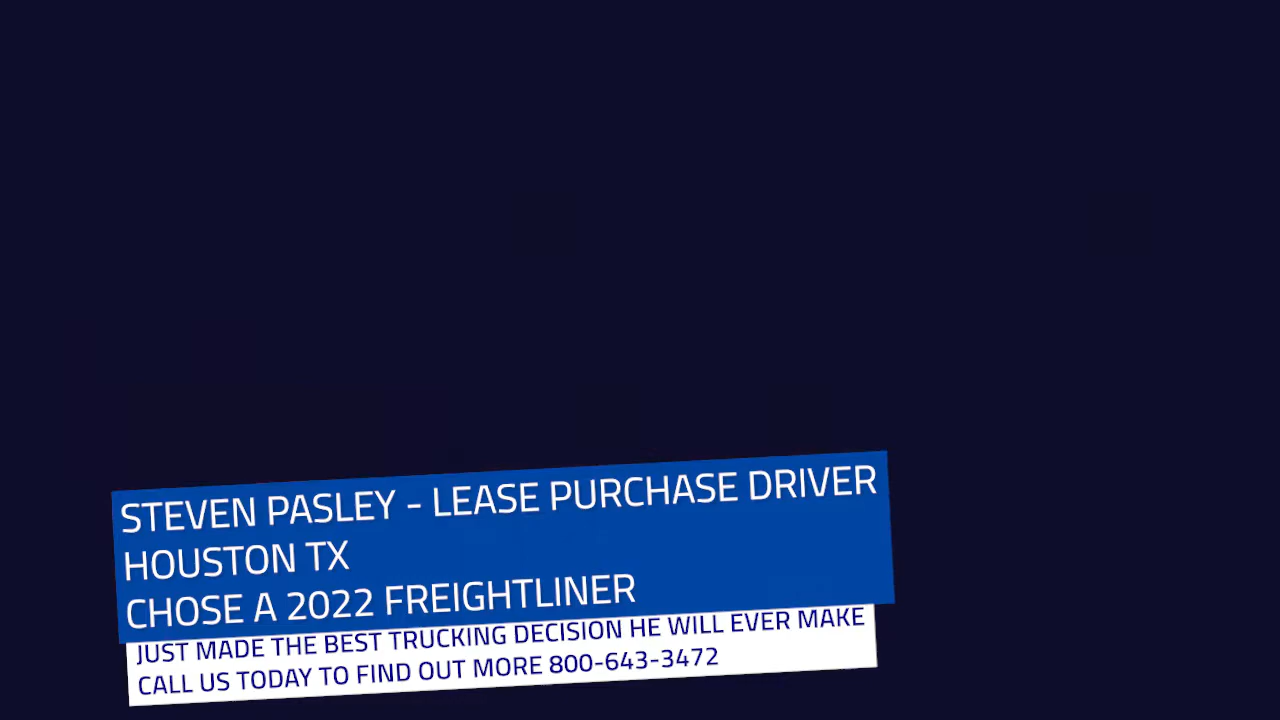 STEVEN PASLEY - LEASE PURCHASE DRIVER
HOUSTON TX
CHOSE A 2022 FREIGHTLINER
JUST MADE THE BEST TRUCKING DECISION HE WILL EVER MAKE
CALL US TODAY TO FIND OUT MORE 800-643-3472